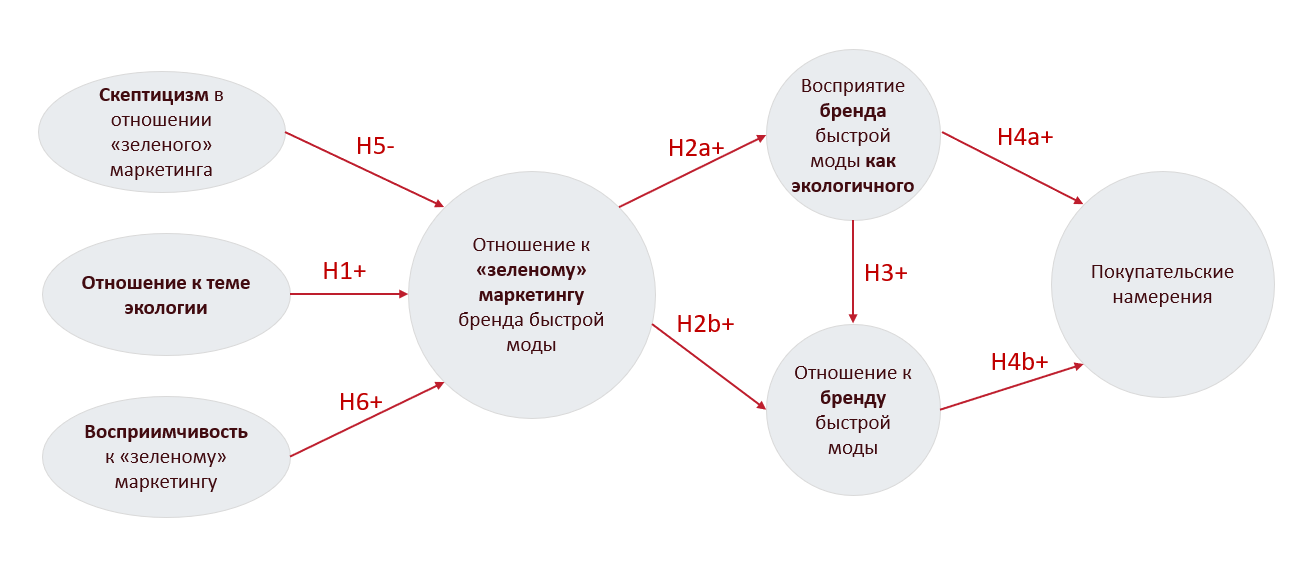 Скептицизм в
отношении
«зеленого»
маркетинга
H5-
Отношение к теме
экологии
H1+
Восприимчивость
к «зеленому»
маркетингу
H6+
Отношение к
«зеленому»
маркетингу
бренда быстрой
моды
H2a+
H2b+
Восприятие
бренда
быстрой
моды как
экологичного
H3+
Отношение к
бренду
быстрой
моды
H4a+
H4b+
Покупательские
намерения